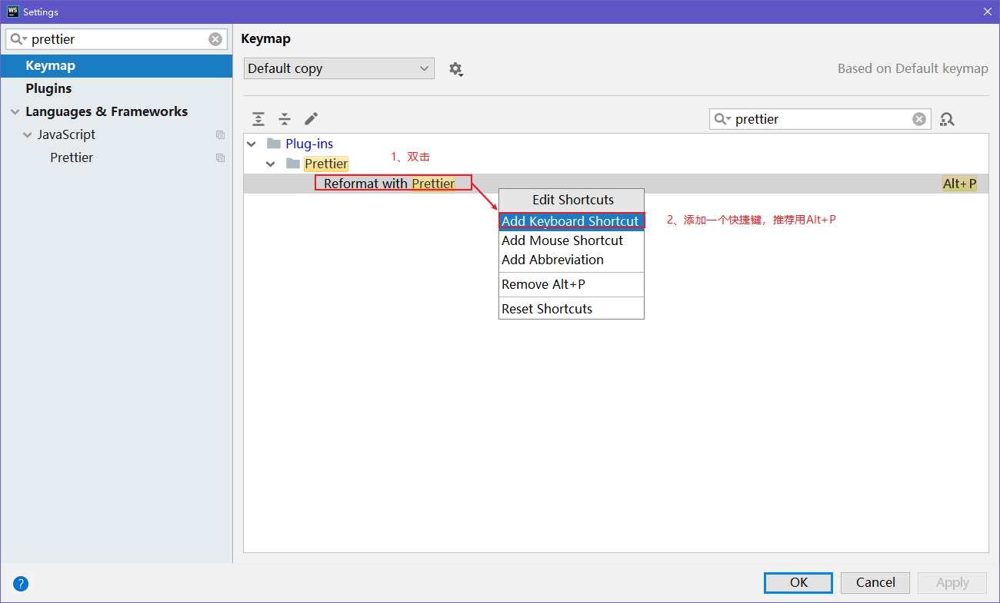 WS Settings
prettier
Keymap
Plugins
Languages & Frameworks
JavaScript
Prettier
Keymap
Default copy
Based on Default keymap
prettier
Plug-ins
Prettier
1、双击
Reformat with Prettier
Alt+P
Edit Shortcuts
Add Keyboard Shortcut
2、添加一个快捷键，推荐用Alt+P
Add Mouse Shortcut
Add Abbreviation
Remove Alt+P
Reset Shortcuts
?
OK
Cancel
Apply